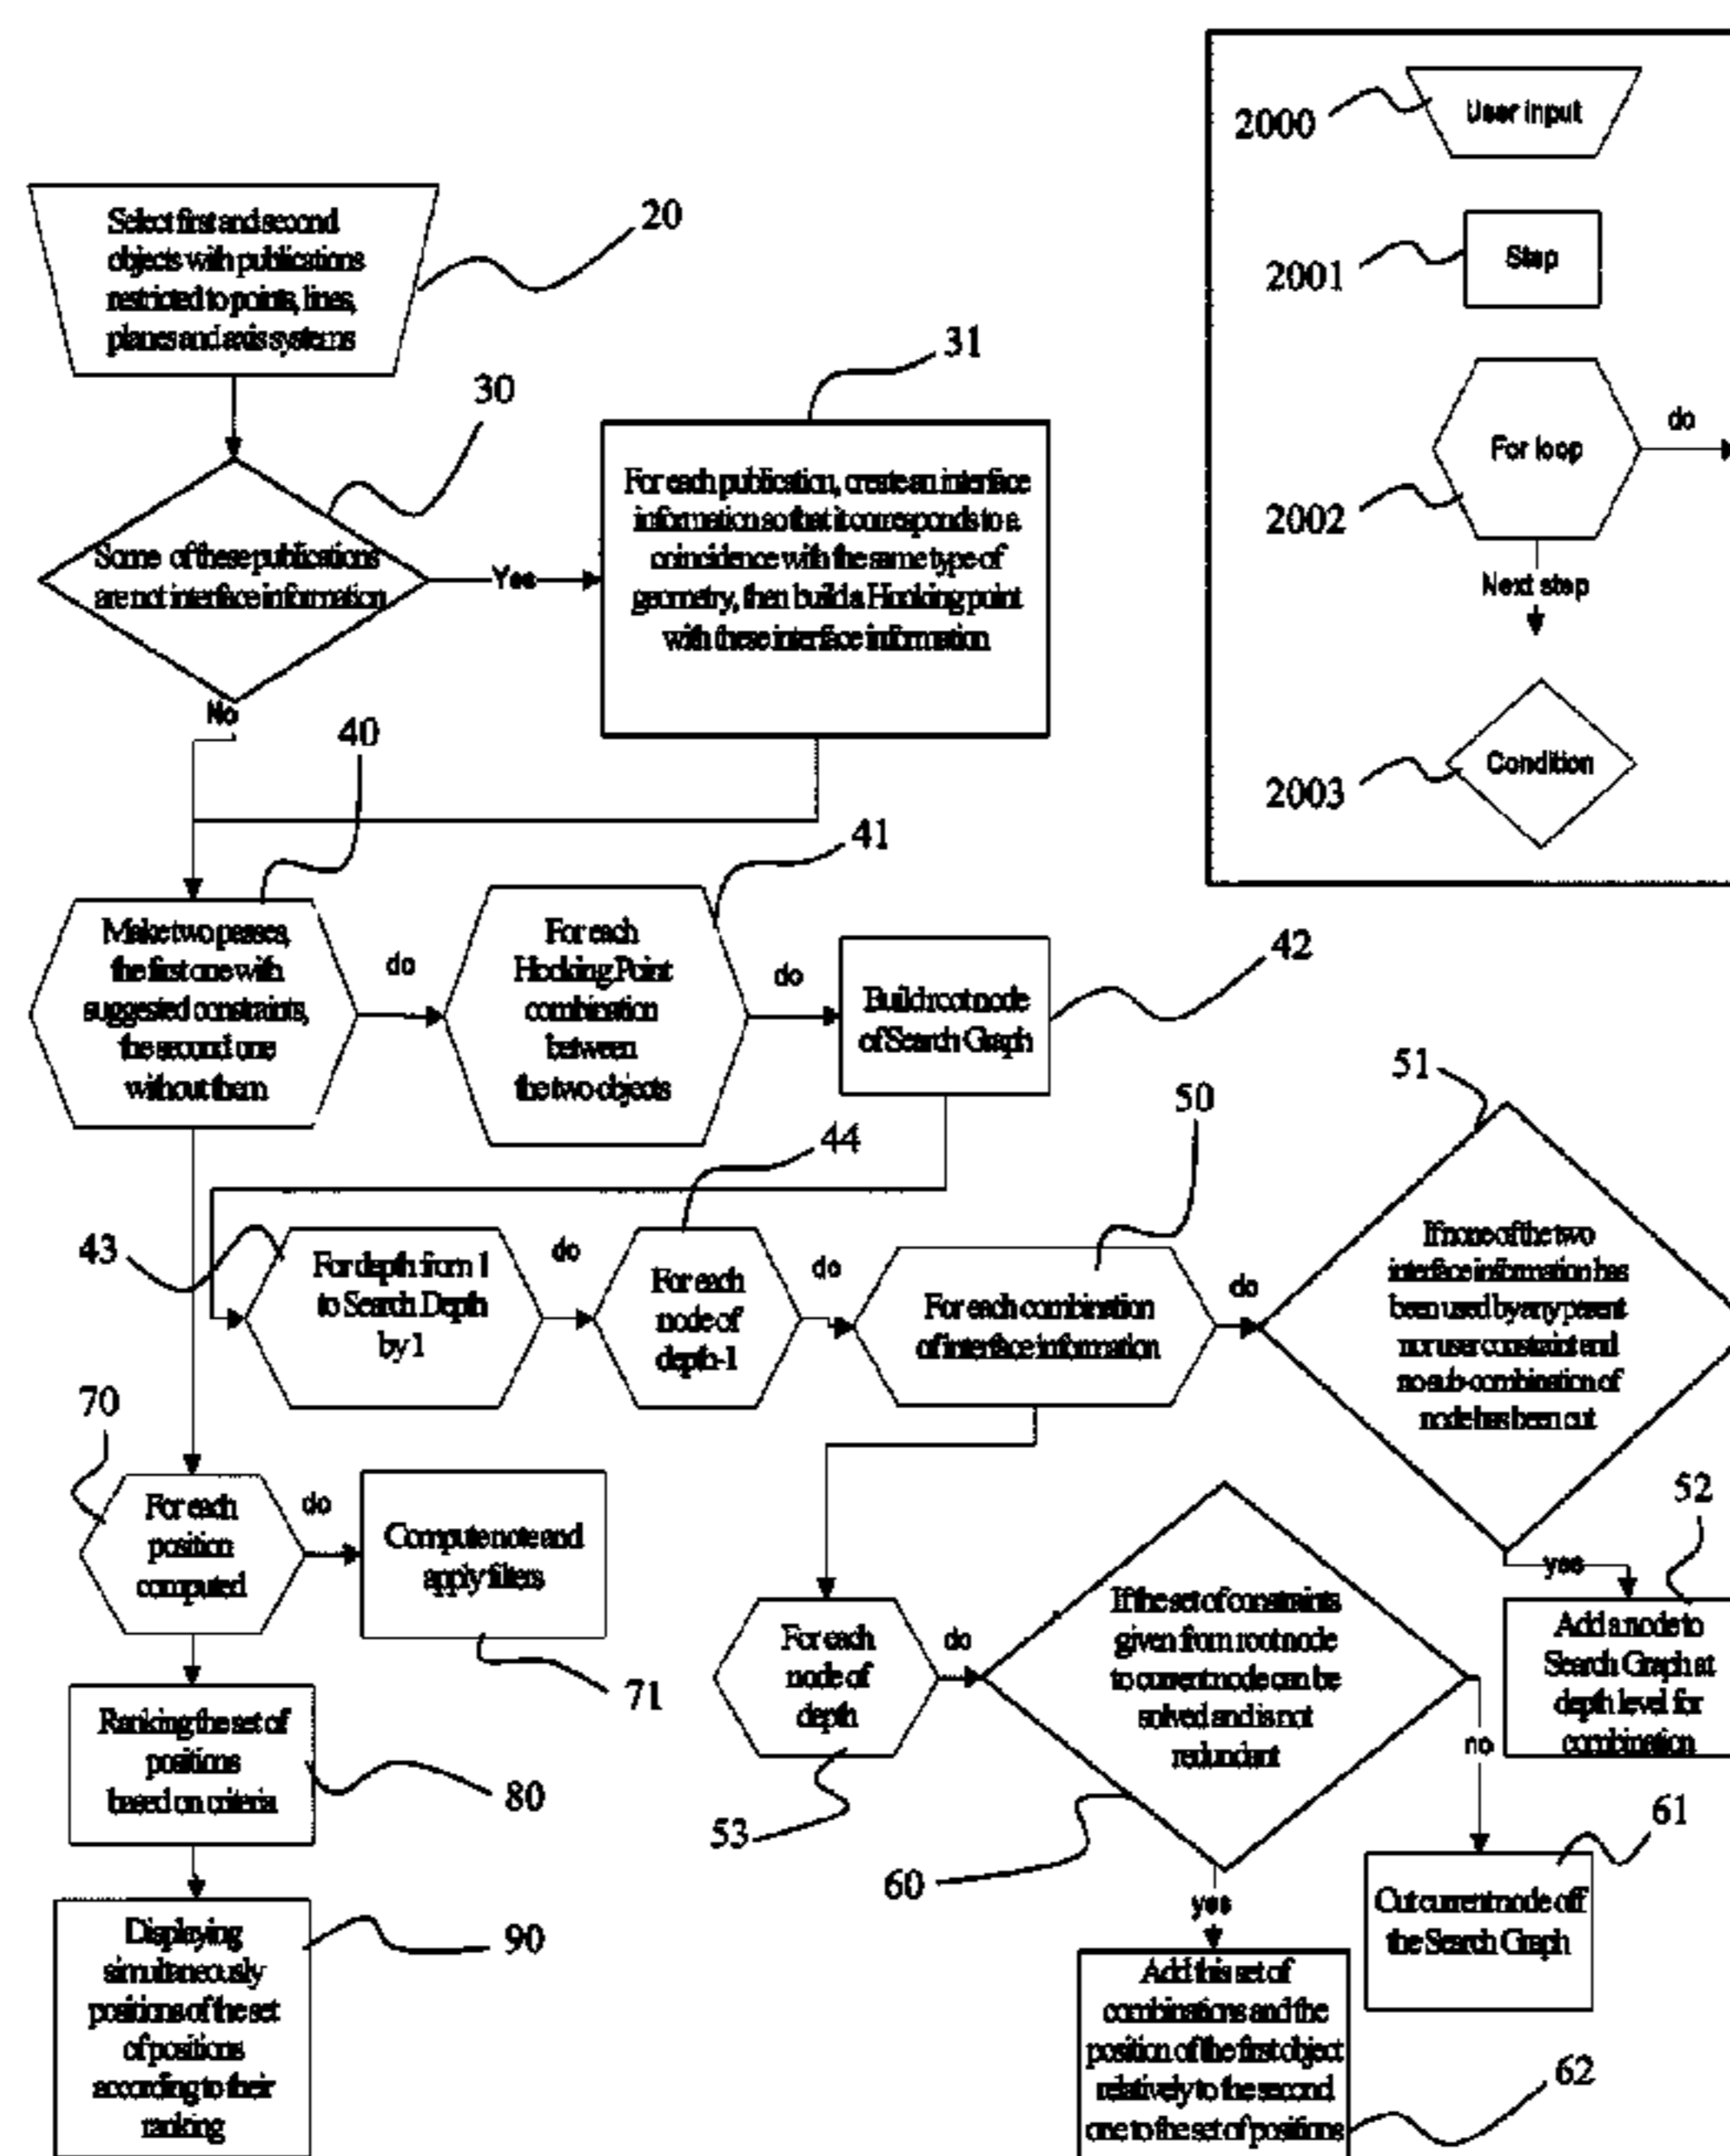 2000
User input
2001
Step
2002
For loop
do
Next step
2003
Condition
20
Select first and second
objects with publications
restricted to points, lines,
planes and axis systems
30
Some of these publications
are not interface information
Yes
No
31
For each publication, create an interface
information so that it corresponds to a
coincidence with the same type of
geometry, then build a Hooking point
with these interface information
40
Make two passes,
the first one with
suggested constraints,
the second one
without them
do
41
For each
Hooking Point
combination
between
the two objects
do
42
Build root node
of Search Graph
43
For depth from 1
to Search Depth
by 1
do
44
For each
node of
depth-1
do
50
For each combination
of interface information
do
51
If none of the two
interface information has
been used by any parent
nor user constraint and
no sub-combination of
node has been cut
yes
52
Add a node to
Search Graph at
depth level for
combination
53
For each
node of
depth
do
60
If the set of constraints
given from root node
to current node can be
solved and is not
redundant
no
61
Cut current node off
the Search Graph
yes
62
Add this set of
combinations and the
position of the first object
relatively to the second
one to the set of positions
70
For each
position
computed
do
71
Compute note and
apply filters
80
Ranking the set of
positions
based on criteria
90
Displaying
simultaneously
positions of the set
of positions
according to their
ranking